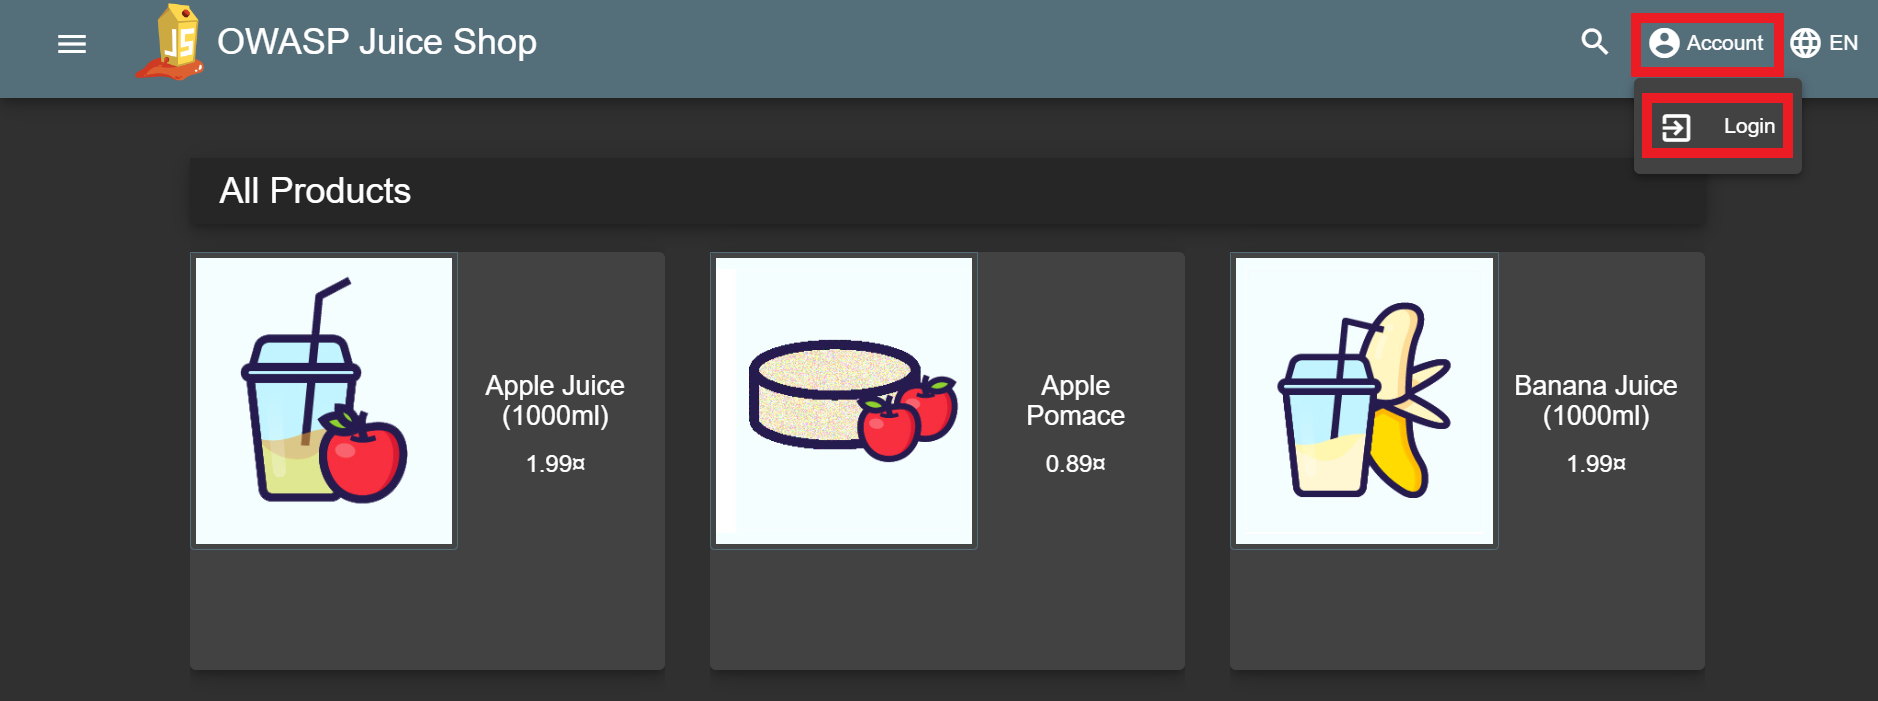 JS
OWASP Juice Shop
Account
EN
Login
All Products
Apple Juice
(1000ml)
1.99¤
Apple
Pomace
0.89¤
Banana Juice
(1000ml)
1.99¤